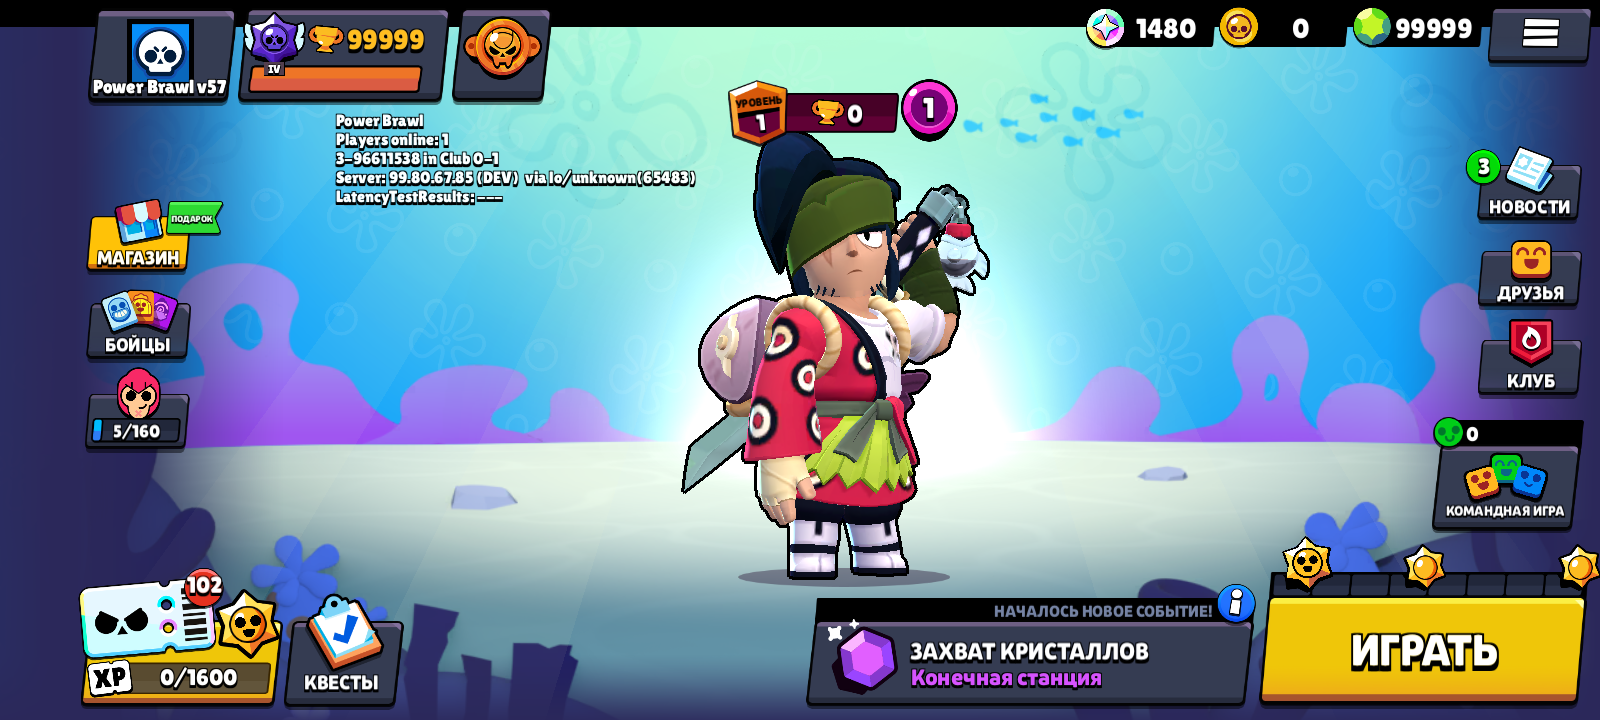 Power Brawl v57
IV
99999
1480
0
99999
УРОВЕНЬ
1
0
1
Power Brawl
Players online: 1
3-96611538 in Club 0-1
Server: 99.80.67.85 (DEV) via lo/unknown(65483)
LatencyTestResults: ---
ПОДАРОК
МАГАЗИН
БОЙЦЫ
5/160
3
НОВОСТИ
ДРУЗЬЯ
КЛУБ
0
КОМАНДНАЯ ИГРА
102
XP
0/1600
КВЕСТЫ
НАЧАЛОСЬ НОВОЕ СОБЫТИЕ!
ЗАХВАТ КРИСТАЛЛОВ
Конечная станция
ИГРАТЬ